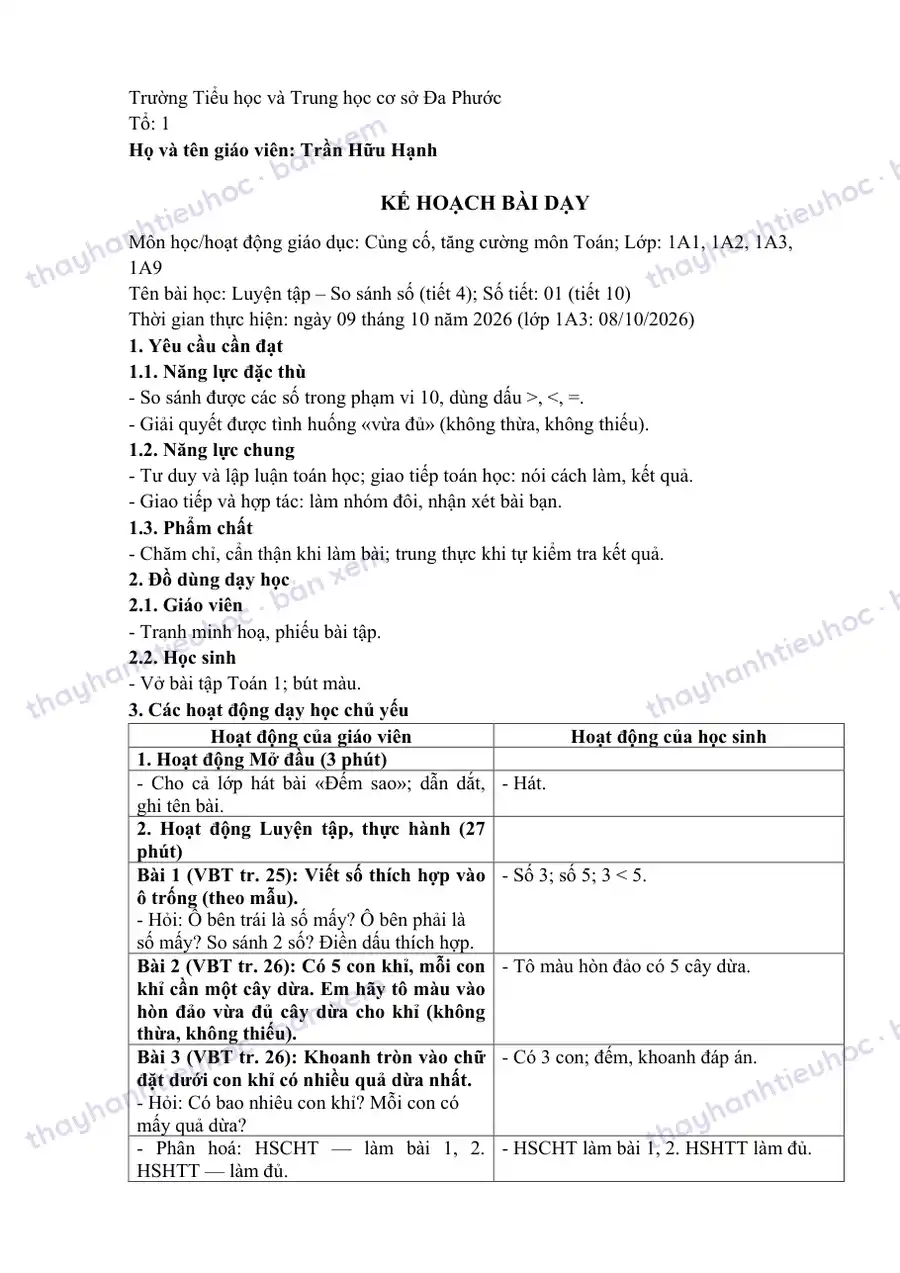 Trường Tiểu học và Trung học cơ sở Đa Phước
Tổ: 1
Họ và tên giáo viên: Trần Hữu Hạnh
KẾ HOẠCH BÀI DẠY
Môn học/hoạt động giáo dục: Củng cố, tăng cường môn Toán; Lớp: 1A1, 1A2, 1A3,
1A9
Tên bài học: Luyện tập – So sánh số (tiết 4); Số tiết: 01 (tiết 10)
Thời gian thực hiện: ngày 09 tháng 10 năm 2026 (lớp 1A3: 08/10/2026)
1. Yêu cầu cần đạt
1.1. Năng lực đặc thù
- So sánh được các số trong phạm vi 10, dùng dấu >, <, =.
- Giải quyết được tình huống «vừa đủ» (không thừa, không thiếu).
1.2. Năng lực chung
- Tư duy và lập luận toán học; giao tiếp toán học: nói cách làm, kết quả.
- Giao tiếp và hợp tác: làm nhóm đôi, nhận xét bài bạn.
1.3. Phẩm chất
- Chăm chỉ, cẩn thận khi làm bài; trung thực khi tự kiểm tra kết quả.
2. Đồ dùng dạy học
2.1. Giáo viên
- Tranh minh hoạ, phiếu bài tập.
2.2. Học sinh
- Vở bài tập Toán 1; bút màu.
3. Các hoạt động dạy học chủ yếu
Hoạt động của giáo viên
Hoạt động của học sinh
1. Hoạt động Mở đầu (3 phút)
- Cho cả lớp hát bài «Đếm sao»; dẫn dắt,
ghi tên bài.
- Hát.
2. Hoạt động Luyện tập, thực hành (27
phút)
Bài 1 (VBT tr. 25): Viết số thích hợp vào
ô trống (theo mẫu).
- Hỏi: Ô bên trái là số mấy? Ô bên phải là
số mấy? So sánh 2 số? Điền dấu thích hợp.
- Số 3; số 5; 3 < 5.
Bài 2 (VBT tr. 26): Có 5 con khỉ, mỗi con
khỉ cần một cây dừa. Em hãy tô màu vào
hòn đảo vừa đủ cây dừa cho khỉ (không
thừa, không thiếu).
- Tô màu hòn đảo có 5 cây dừa.
Bài 3 (VBT tr. 26): Khoanh tròn vào chữ
đặt dưới con khỉ có nhiều quả dừa nhất.
- Hỏi: Có bao nhiêu con khỉ? Mỗi con có
mấy quả dừa?
- Có 3 con; đếm, khoanh đáp án.
- Phân hoá: HSCHT — làm bài 1, 2.
HSHTT — làm đủ.
- HSCHT làm bài 1, 2. HSHTT làm đủ.
thayhanhtieuhoc · bản xem
thayhanhtieuhoc · b
thayhanhtieuhoc · bản xem
thayhanhtieuhoc · b
thayhanhtieuhoc · bản xem
thayhanhtieuhoc · b